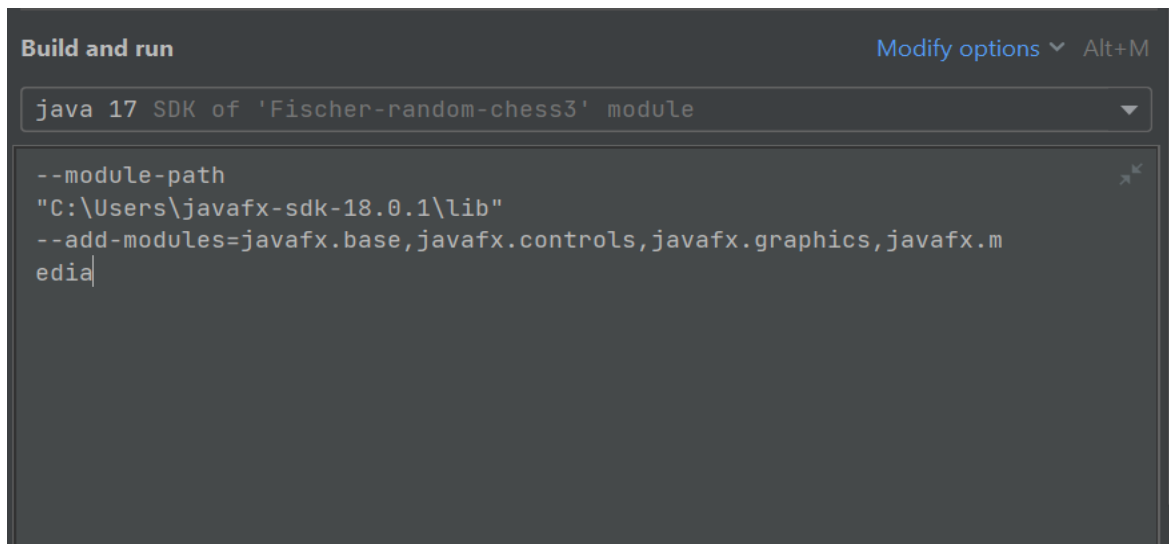 Build and run
Modify options Alt+M
java 17 SDK of 'Fischer-random-chess3' module
--module-path
"C:\Users\javafx-sdk-18.0.1\lib"
--add-modules=javafx.base,javafx.controls,javafx.graphics,javafx.m
edia